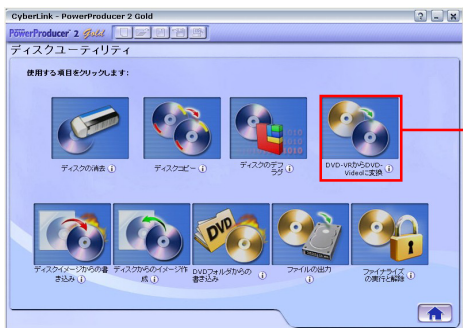 CyberLink - PowerProducer 2 Gold
PowerProducer 2 Gold
ディスクユーティリティ
使用する項目をクリックします：
ディスクの消去
ディスクコピー
ディスクのデフ
ラグ
DVD-VRからDVD-
Videoに変換
ディスクイメージからの書
き込み
ディスクからのイメージ作
成
DVDフォルダからの
書き込み
ファイルの出力
ファイナライズ
の実行と解除